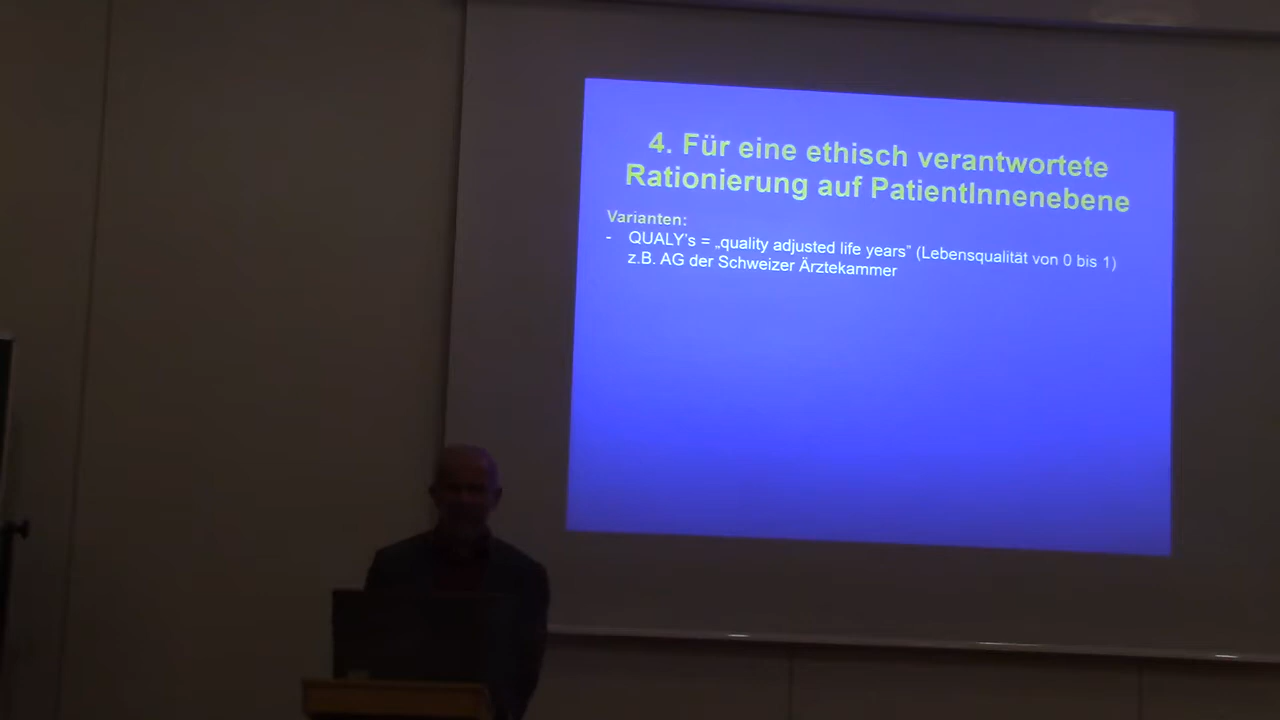 4. Für eine ethisch verantwortete
Rationierung auf PatientInnenebene
Varianten:
- QUALY's = „quality adjusted life years" (Lebensqualität von 0 bis 1)
z.B. AG der Schweizer Ärztekammer